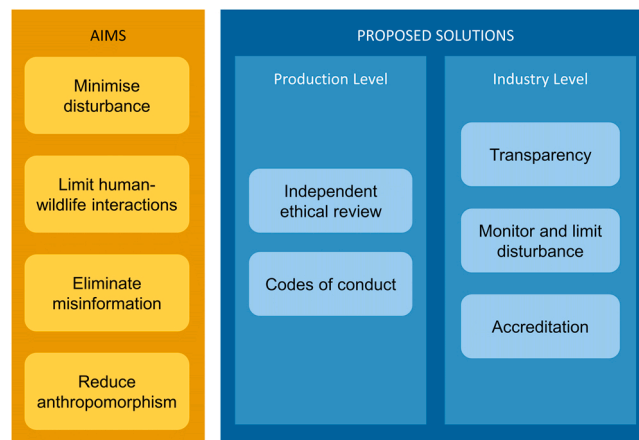 AIMS
Minimise
disturbance
Limit human-
wildlife interactions
Eliminate
misinformation
Reduce
anthropomorphism
PROPOSED SOLUTIONS
Production Level
Independent
ethical review
Codes of conduct
Industry Level
Transparency
Monitor and limit
disturbance
Accreditation